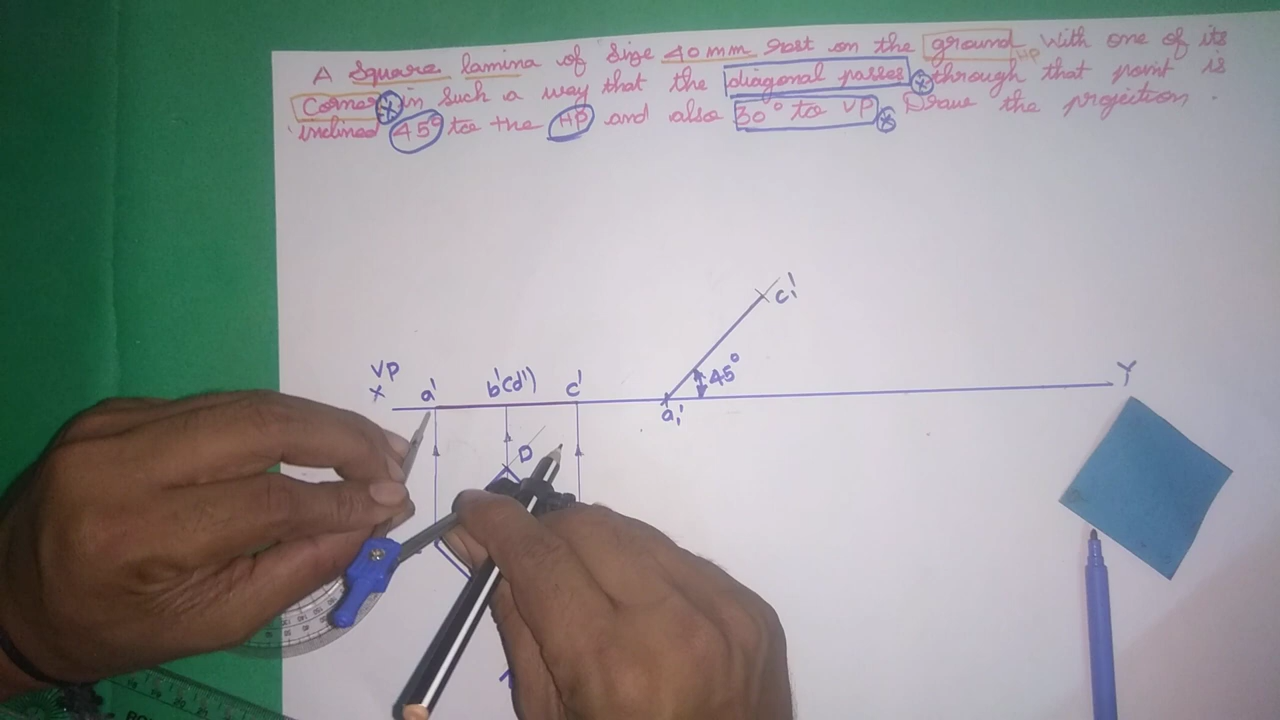 A Square lamina of size 40 mm rest on the ground with one of its
HP
Corner in such a way that the diagonal passes through that point is
inclined 45° to the HP and also 30° to VP Draw the projection.
c₁'
VP
X a' b'(d') c' 45° Y
a₁'
D